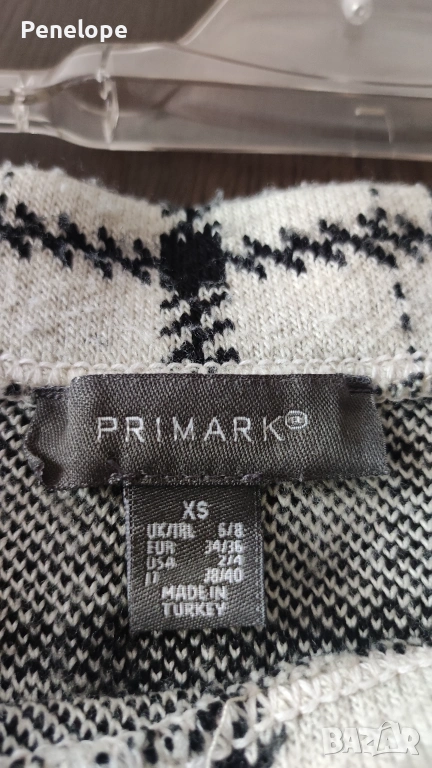 Penelope
PRIMARK®
XS
UK/IRL 6/8
EUR 34/36
USA 2/4
IT 38/40
MADE IN
TURKEY
BAZAR